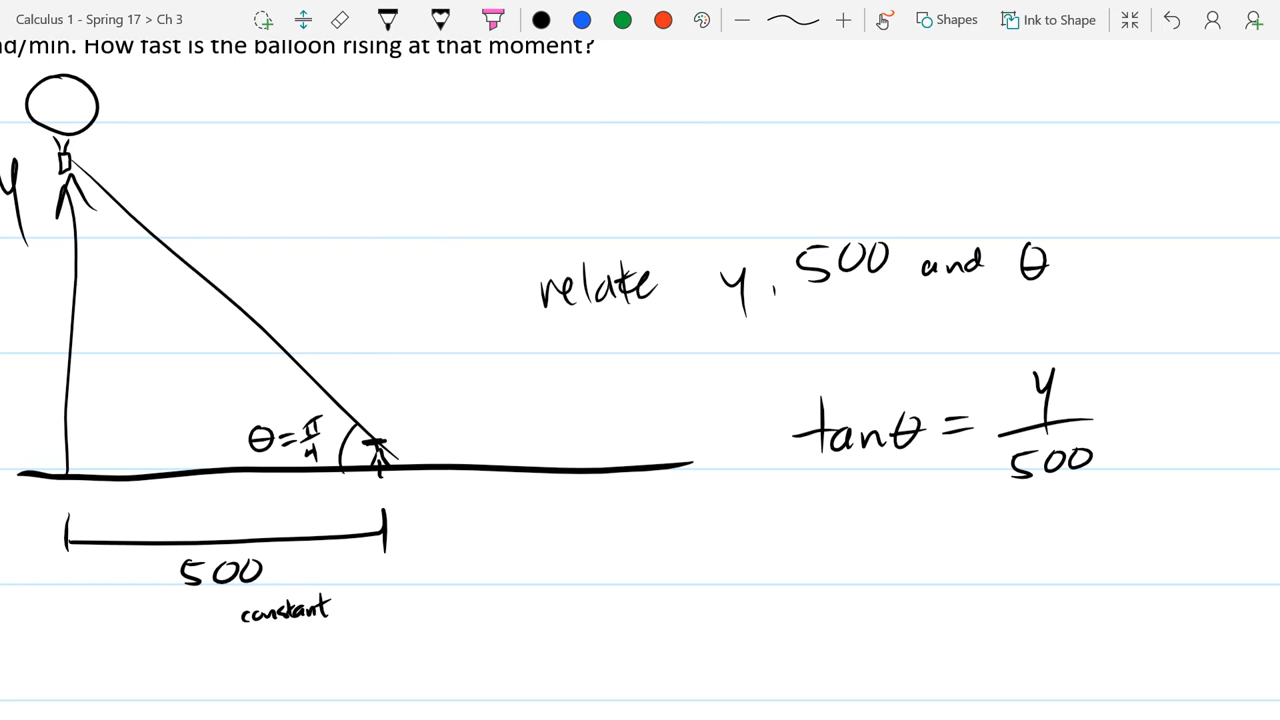 Calculus 1 - Spring 17 > Ch 3
Shapes
Ink to Shape
d/min. How fast is the balloon rising at that moment?
y
relate y, 500 and θ
tanθ = y/500
θ = π/4
500
constant